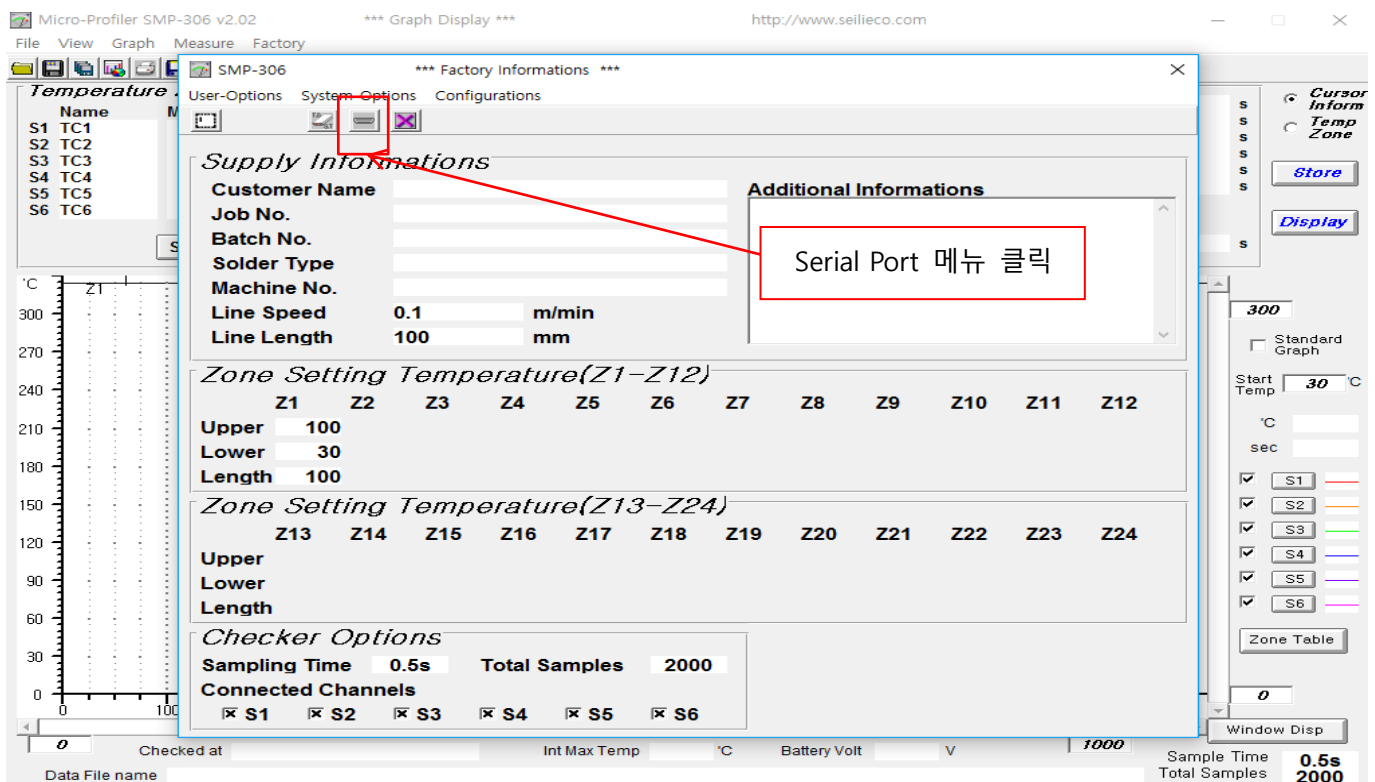 Micro-Profiler SMP-306 v2.02 *** Graph Display *** http://www.seilieco.com
File View Graph Measure Factory
SMP-306 *** Factory Informations ***
User-Options System-Options Configurations
Temperature
Name
S1 TC1
S2 TC2
S3 TC3
S4 TC4
S5 TC5
S6 TC6
Supply Informations
Customer Name
Job No.
Batch No.
Solder Type
Machine No.
Line Speed 0.1 m/min
Line Length 100 mm
Additional Informations
Serial Port 메뉴 클릭
Zone Setting Temperature(Z1-Z12)
Z1 Z2 Z3 Z4 Z5 Z6 Z7 Z8 Z9 Z10 Z11 Z12
Upper 100
Lower 30
Length 100
Zone Setting Temperature(Z13-Z24)
Z13 Z14 Z15 Z16 Z17 Z18 Z19 Z20 Z21 Z22 Z23 Z24
Upper
Lower
Length
Checker Options
Sampling Time 0.5s Total Samples 2000
Connected Channels
S1 S2 S3 S4 S5 S6
s
s
s
s
s
s
s
Cursor
Inform
Temp
Zone
Store
Display
300
Standard
Graph
Start
Temp 30 'C
'C
sec
S1
S2
S3
S4
S5
S6
Zone Table
0
Window Disp
'C
Z1
300
270
240
210
180
150
120
90
60
30
0
0 100
0 Checked at Int Max Temp 'C Battery Volt V 1000
Data File name
Sample Time 0.5s
Total Samples 2000